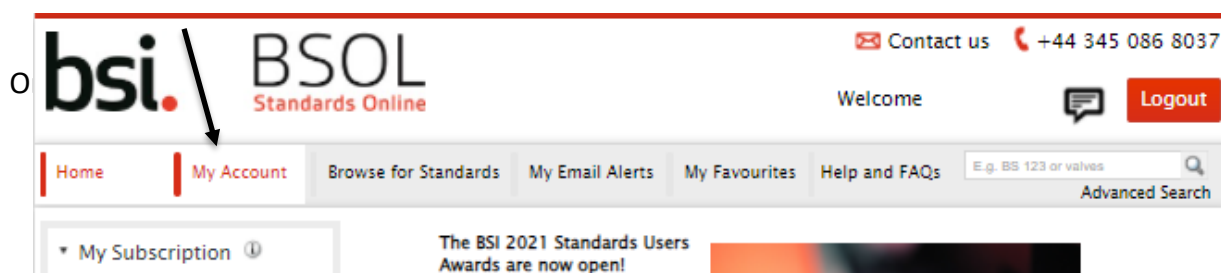 Contact us +44 345 086 8037
o
bsi.
BSOL
Standards Online
Welcome
Logout
Home My Account Browse for Standards My Email Alerts My Favourites Help and FAQs E.g. BS 123 or valves
Advanced Search
My Subscription
The BSI 2021 Standards Users
Awards are now open!